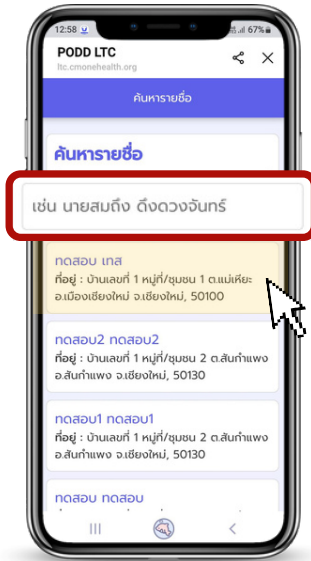 12:58
67%
PODD LTC
ltc.cmonehealth.org
ค้นหารายชื่อ
ค้นหารายชื่อ
เช่น นายสมถึง ดึงดวงจันทร์
ทดสอบ เทส
ที่อยู่ : บ้านเลขที่ 1 หมู่ที่/ชุมชน 1 ต.แม่เหียะ
อ.เมืองเชียงใหม่ จ.เชียงใหม่, 50100
ทดสอบ2 ทดสอบ2
ที่อยู่ : บ้านเลขที่ 1 หมู่ที่/ชุมชน 2 ต.สันกำแพง
อ.สันกำแพง จ.เชียงใหม่, 50130
ทดสอบ1 ทดสอบ1
ที่อยู่ : บ้านเลขที่ 1 หมู่ที่/ชุมชน 2 ต.สันกำแพง
อ.สันกำแพง จ.เชียงใหม่, 50130
ทดสอบ ทดสอบ